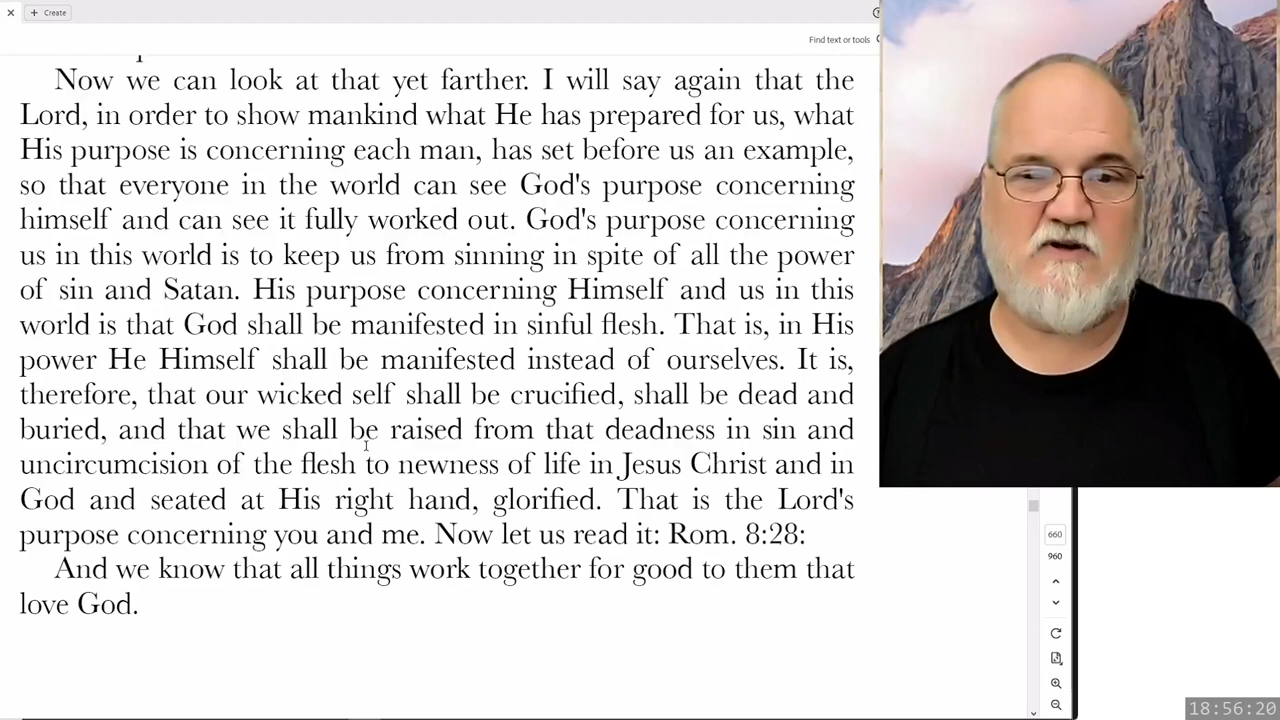 Create
Find text or tools
Now we can look at that yet farther. I will say again that the
Lord, in order to show mankind what He has prepared for us, what
His purpose is concerning each man, has set before us an example,
so that everyone in the world can see God's purpose concerning
himself and can see it fully worked out. God's purpose concerning
us in this world is to keep us from sinning in spite of all the power
of sin and Satan. His purpose concerning Himself and us in this
world is that God shall be manifested in sinful flesh. That is, in His
power He Himself shall be manifested instead of ourselves. It is,
therefore, that our wicked self shall be crucified, shall be dead and
buried, and that we shall be raised from that deadness in sin and
uncircumcision of the flesh to newness of life in Jesus Christ and in
God and seated at His right hand, glorified. That is the Lord's
purpose concerning you and me. Now let us read it: Rom. 8:28:
And we know that all things work together for good to them that
love God.
660
960
18:56:20